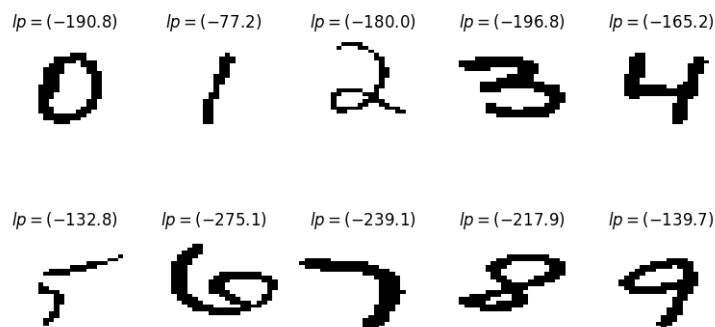 lp = (−190.8) lp = (−77.2) lp = (−180.0) lp = (−196.8) lp = (−165.2)
0 1 2 3 4
lp = (−132.8) lp = (−275.1) lp = (−239.1) lp = (−217.9) lp = (−139.7)
5 6 7 8 9